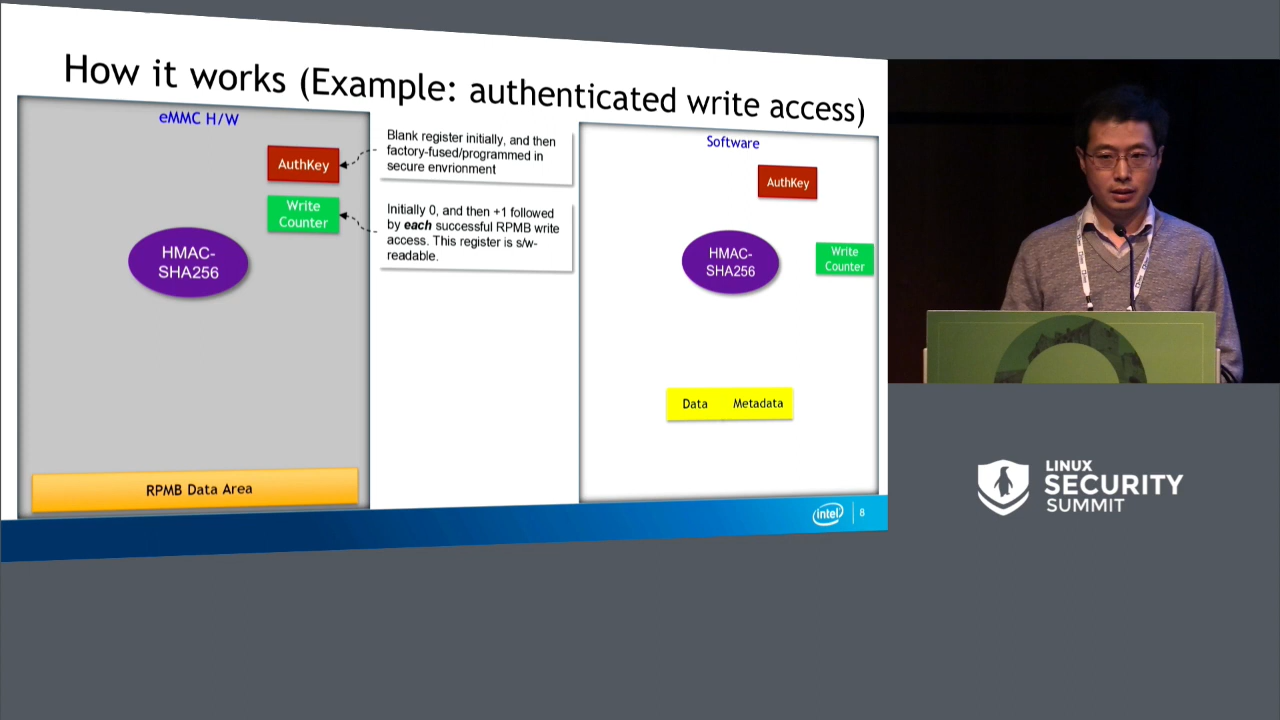 How it works (Example: authenticated write access)
eMMC H/W
AuthKey
Write
Counter
HMAC-
SHA256
RPMB Data Area
Blank register initially, and then
factory-fused/programmed in
secure envrionment
Initially 0, and then +1 followed
by each successful RPMB write
access. This register is s/w-
readable.
Software
AuthKey
HMAC-
SHA256
Write
Counter
Data Metadata
intel
8
LINUX
SECURITY
SUMMIT